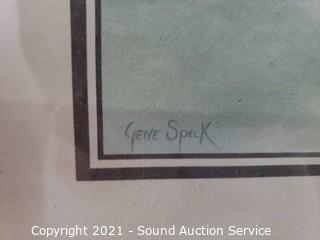 Gene Speck
Copyright 2021 - Sound Auction Service